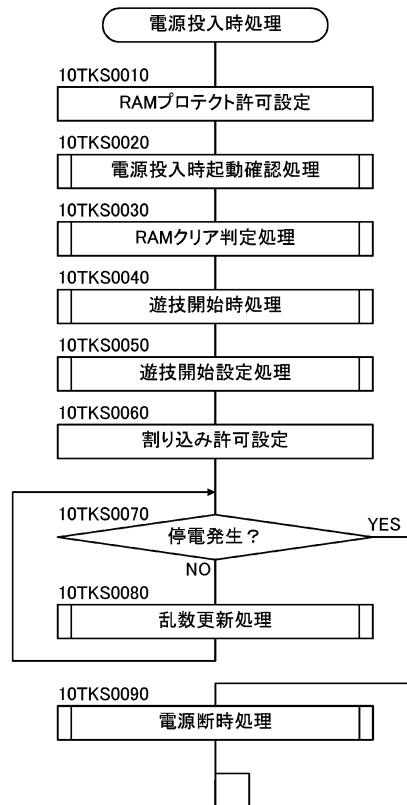 電源投入時処理
10TKS0010
RAMプロテクト許可設定
10TKS0020
電源投入時起動確認処理
10TKS0030
RAMクリア判定処理
10TKS0040
遊技開始時処理
10TKS0050
遊技開始設定処理
10TKS0060
割り込み許可設定
10TKS0070
停電発生?
YES
NO
10TKS0080
乱数更新処理
10TKS0090
電源断時処理